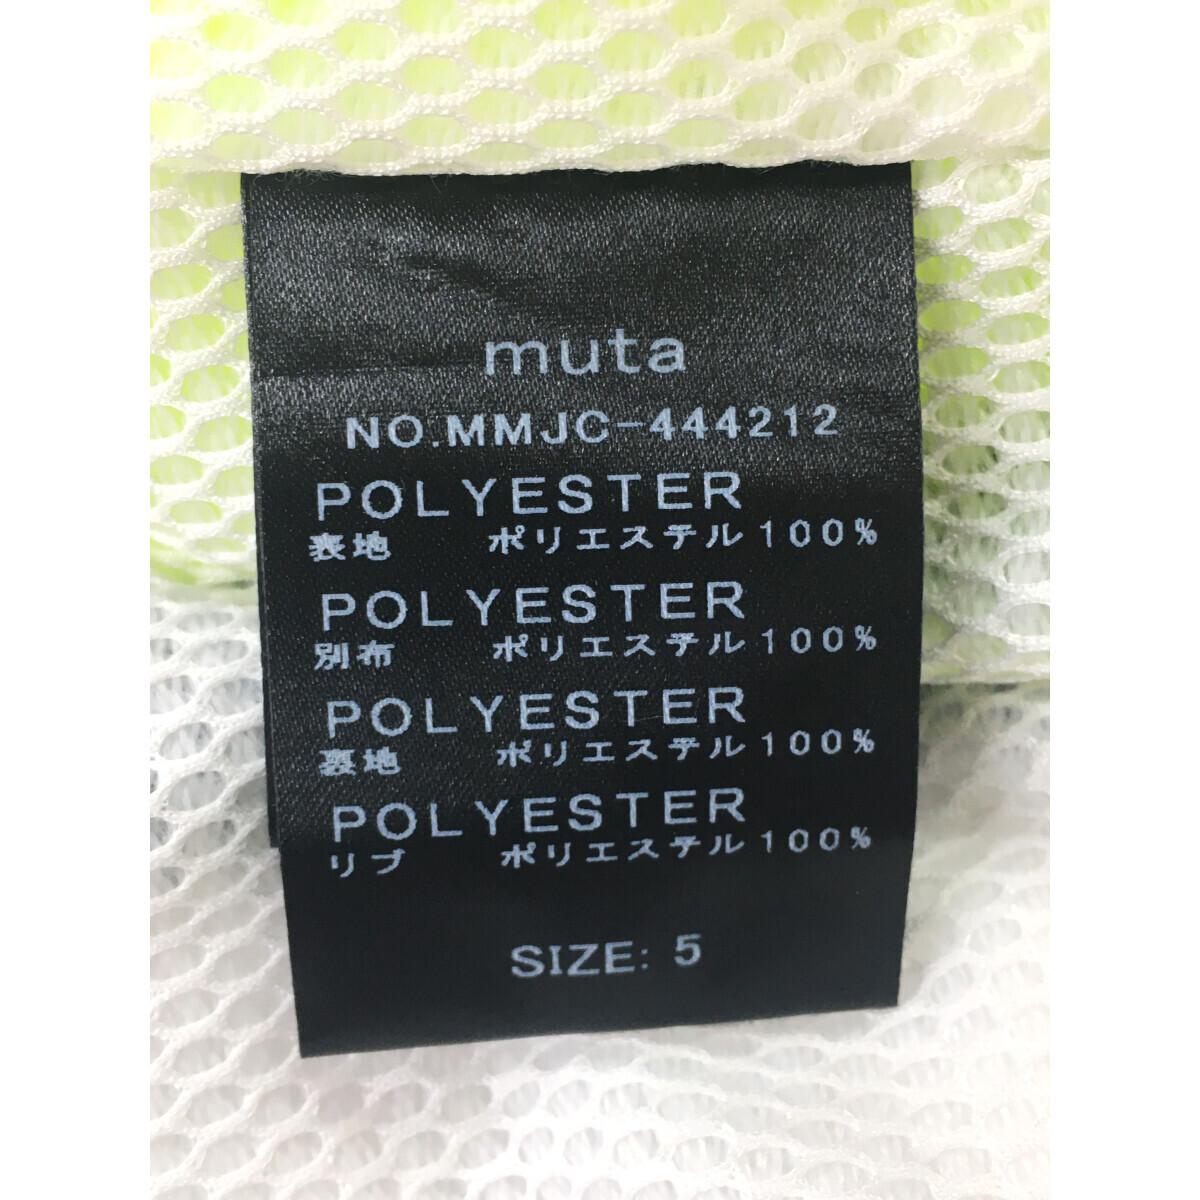 muta
NO.MMJC-444212
POLYESTER
表地 ポリエステル100%
POLYESTER
別布 ポリエステル100%
POLYESTER
裏地 ポリエステル100%
POLYESTER
リブ ポリエステル100%
SIZE: 5